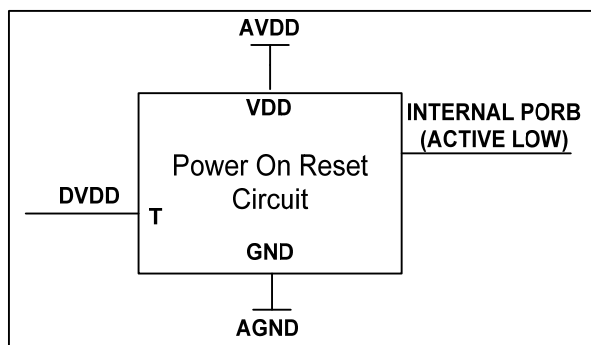 AVDD
VDD
INTERNAL PORB
(ACTIVE LOW)
Power On Reset
Circuit
DVDD
T
GND
AGND